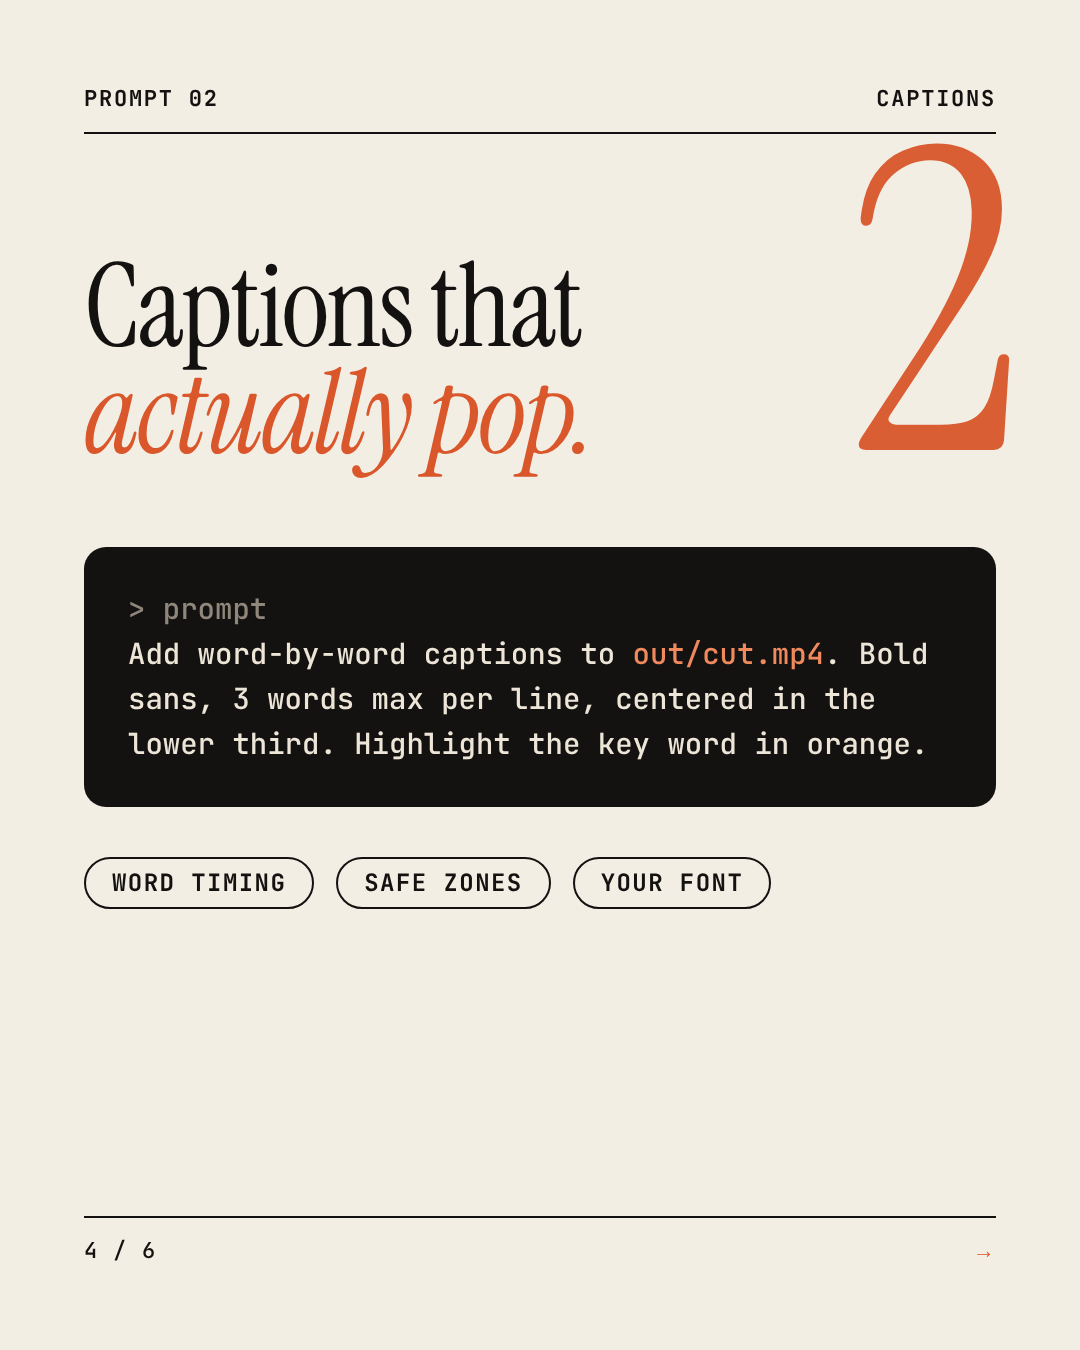 PROMPT 02
CAPTIONS
2
Captions that
actually pop.
> prompt
Add word-by-word captions to out/cut.mp4. Bold
sans, 3 words max per line, centered in the
lower third. Highlight the key word in orange.
WORD TIMING
SAFE ZONES
YOUR FONT
4 / 6
→